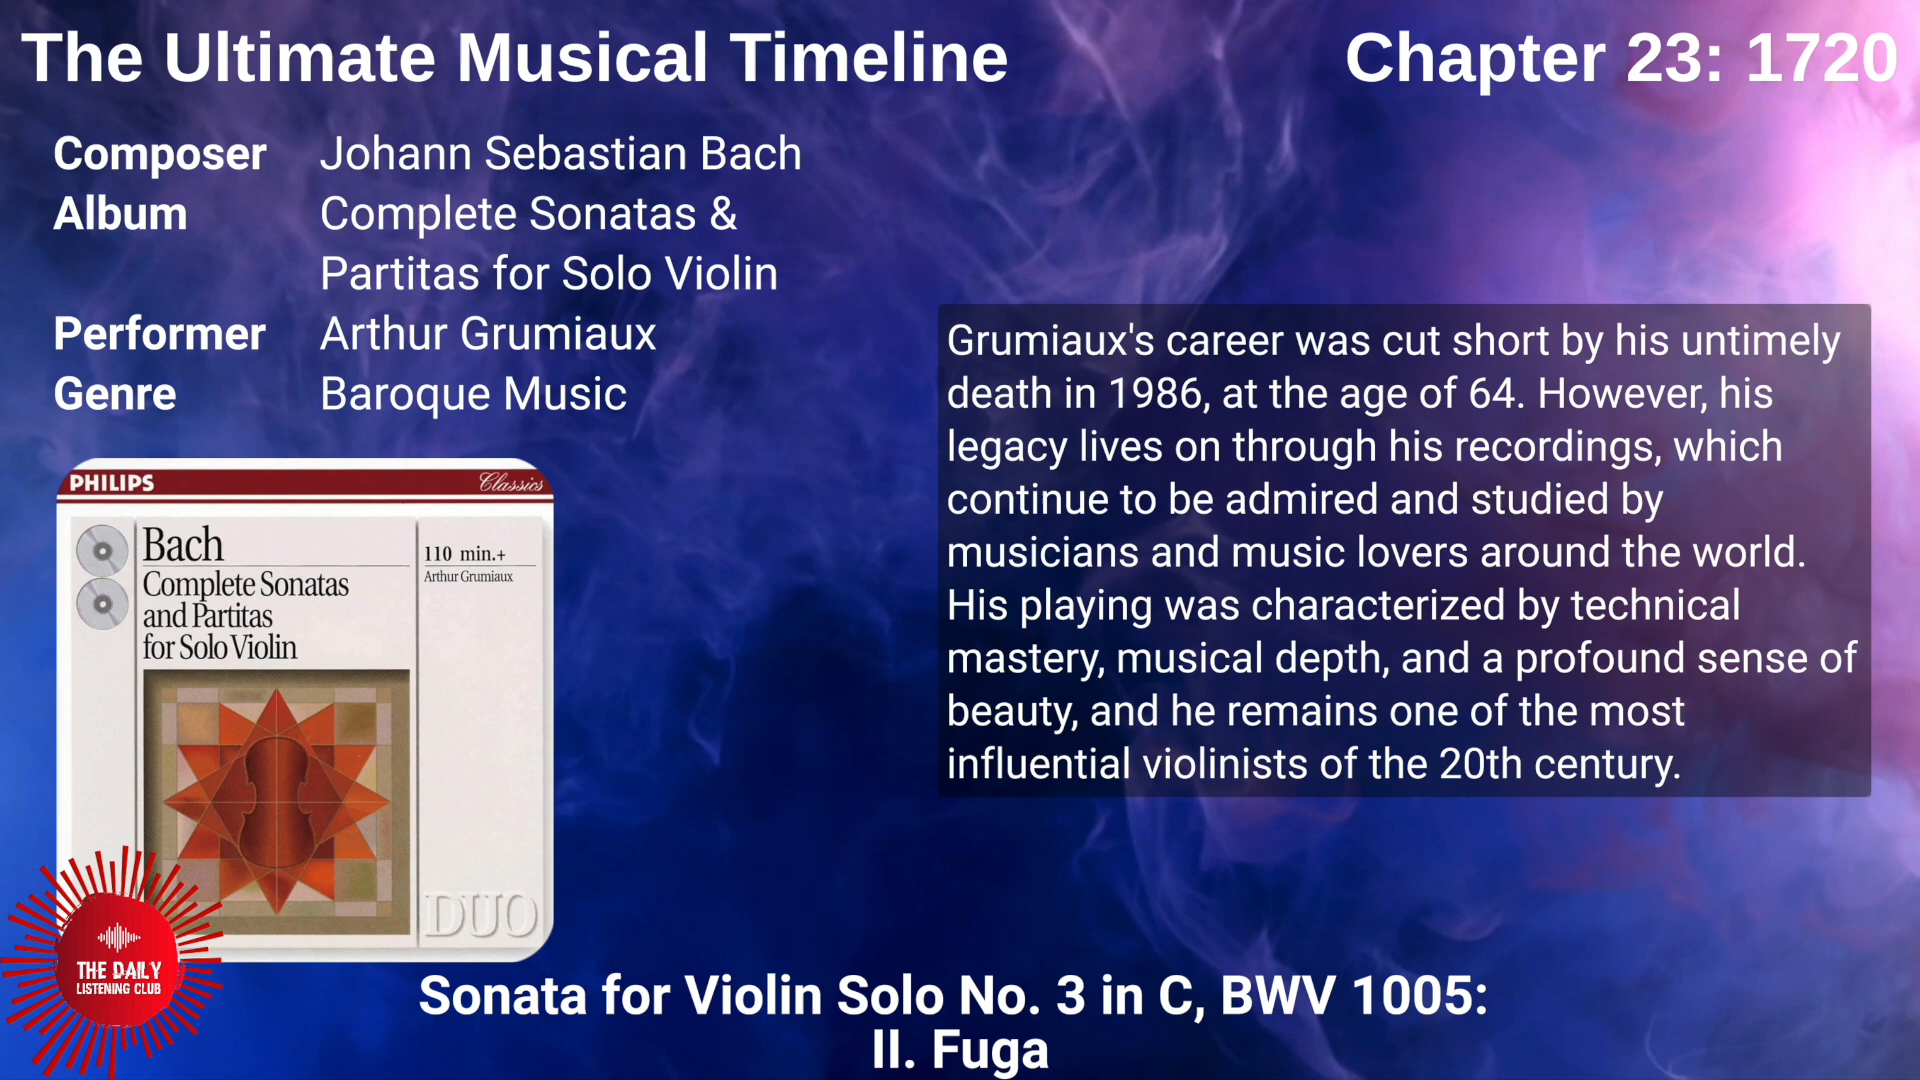 The Ultimate Musical Timeline
Chapter 23: 1720
Composer Johann Sebastian Bach
Album Complete Sonatas &
Partitas for Solo Violin
Performer Arthur Grumiaux
Genre Baroque Music
Grumiaux's career was cut short by his untimely
death in 1986, at the age of 64. However, his
legacy lives on through his recordings, which
continue to be admired and studied by
musicians and music lovers around the world.
His playing was characterized by technical
mastery, musical depth, and a profound sense of
beauty, and he remains one of the most
influential violinists of the 20th century.
PHILIPS Classics
Bach
Complete Sonatas
and Partitas
for Solo Violin
110 min.+
Arthur Grumiaux
DUO
THE DAILY
LISTENING CLUB
Sonata for Violin Solo No. 3 in C, BWV 1005:
II. Fuga